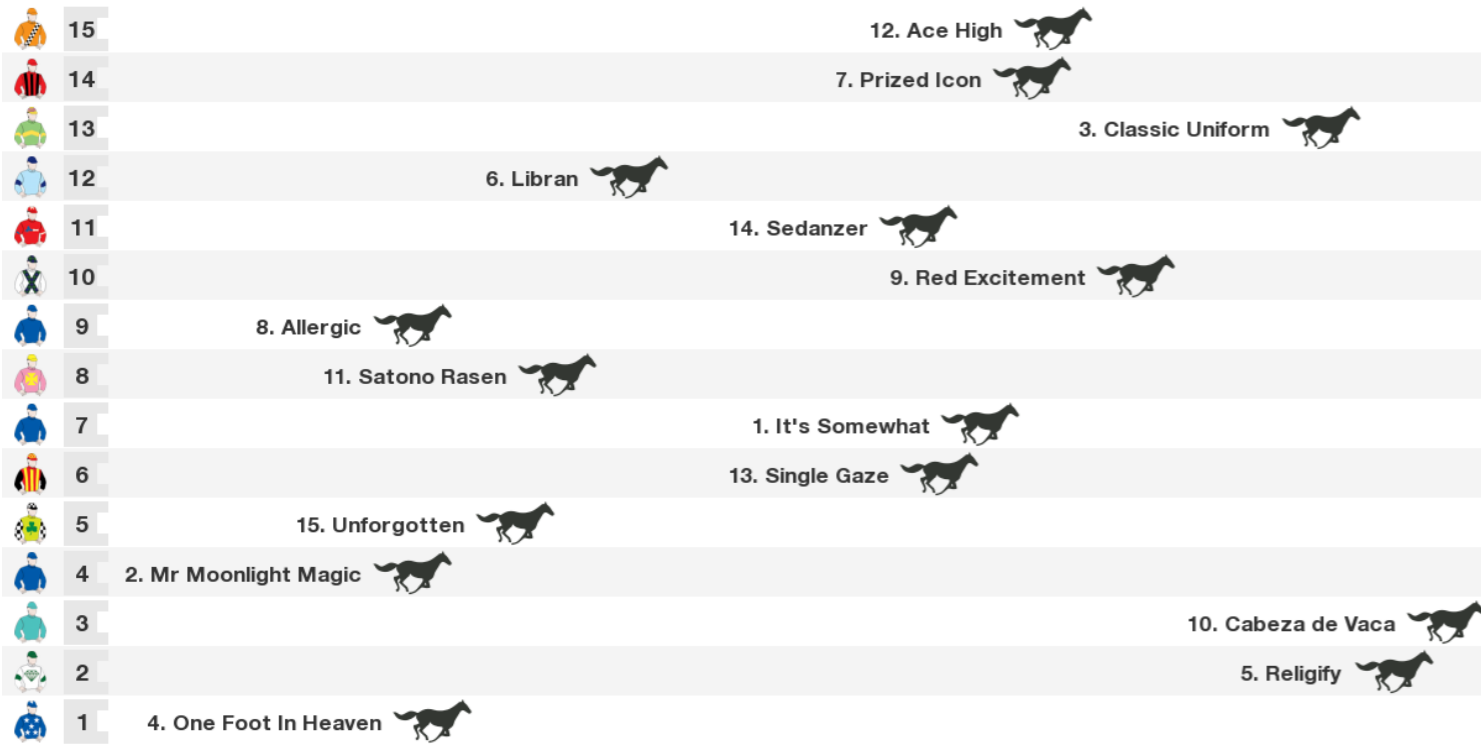 15 12. Ace High
14 7. Prized Icon
13 3. Classic Uniform
12 6. Libran
11 14. Sedanzer
10 9. Red Excitement
9 8. Allergic
8 11. Satono Rasen
7 1. It's Somewhat
6 13. Single Gaze
5 15. Unforgotten
4 2. Mr Moonlight Magic
3 10. Cabeza de Vaca
2 5. Religify
1 4. One Foot In Heaven